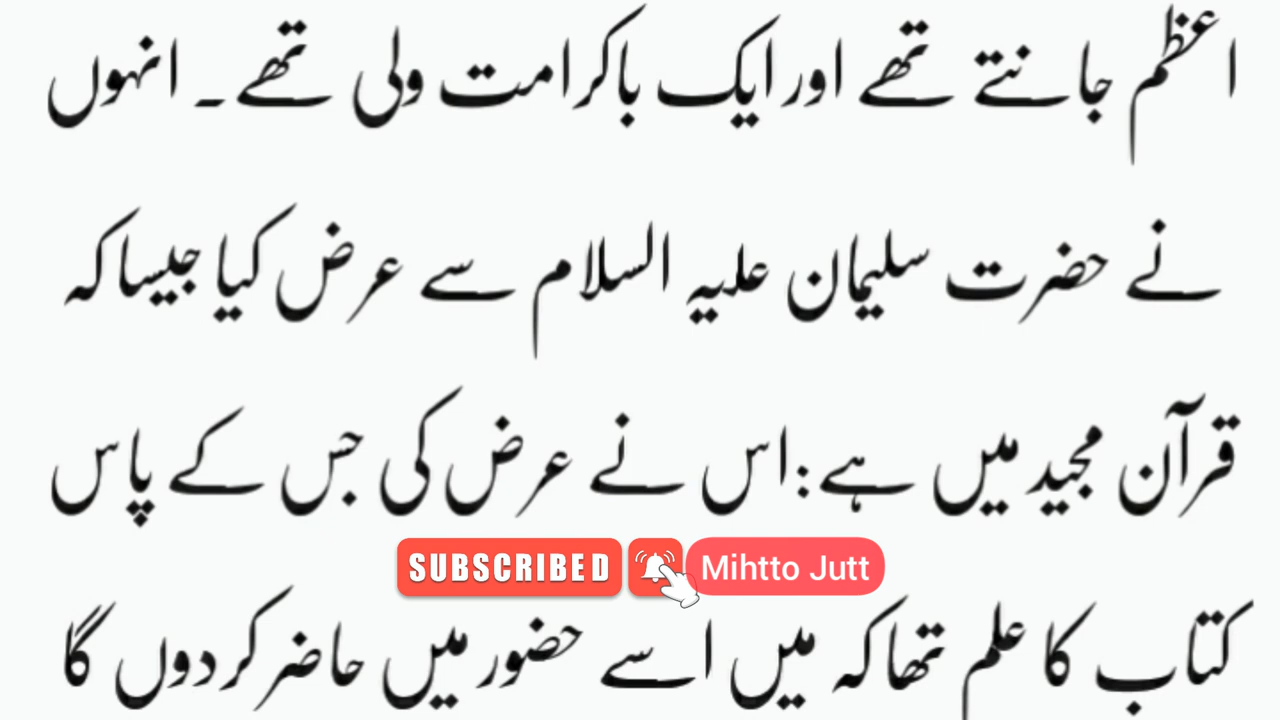 اعظم جانتے تھے اور ایک باکرامت ولی تھے۔ انہوں
نے حضرت سلیمان علیہ السلام سے عرض کیا جیسا کہ
قرآن مجید میں ہے:اس نے عرض کی جس کے پاس
SUBSCRIBED Mihtto Jutt
کتاب کا علم تھا کہ میں اسے حضور میں حاضر کردوں گا